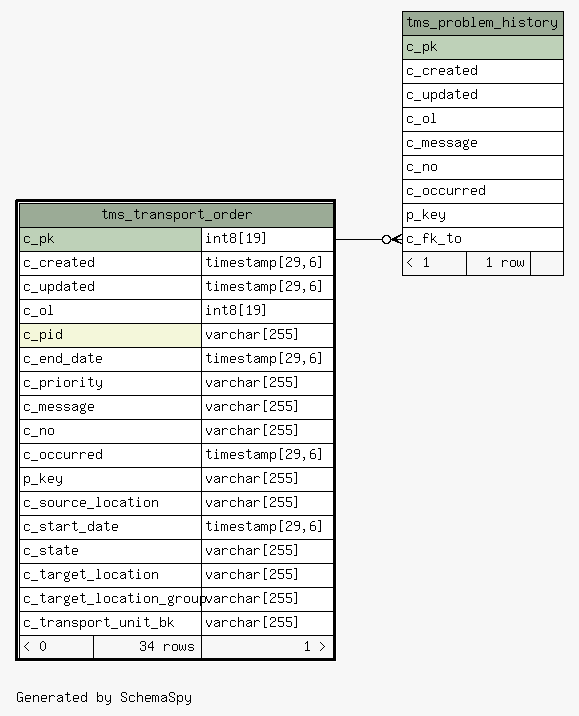 tms_problem_history
c_pk
c_created
c_updated
c_ol
c_message
c_no
c_occurred
p_key
c_fk_to
< 1 1 row
tms_transport_order
c_pk int8[19]
c_created timestamp[29,6]
c_updated timestamp[29,6]
c_ol int8[19]
c_pid varchar[255]
c_end_date timestamp[29,6]
c_priority varchar[255]
c_message varchar[255]
c_no varchar[255]
c_occurred timestamp[29,6]
p_key varchar[255]
c_source_location varchar[255]
c_start_date timestamp[29,6]
c_state varchar[255]
c_target_location varchar[255]
c_target_location_group varchar[255]
c_transport_unit_bk varchar[255]
< 0 34 rows 1 >
Generated by SchemaSpy